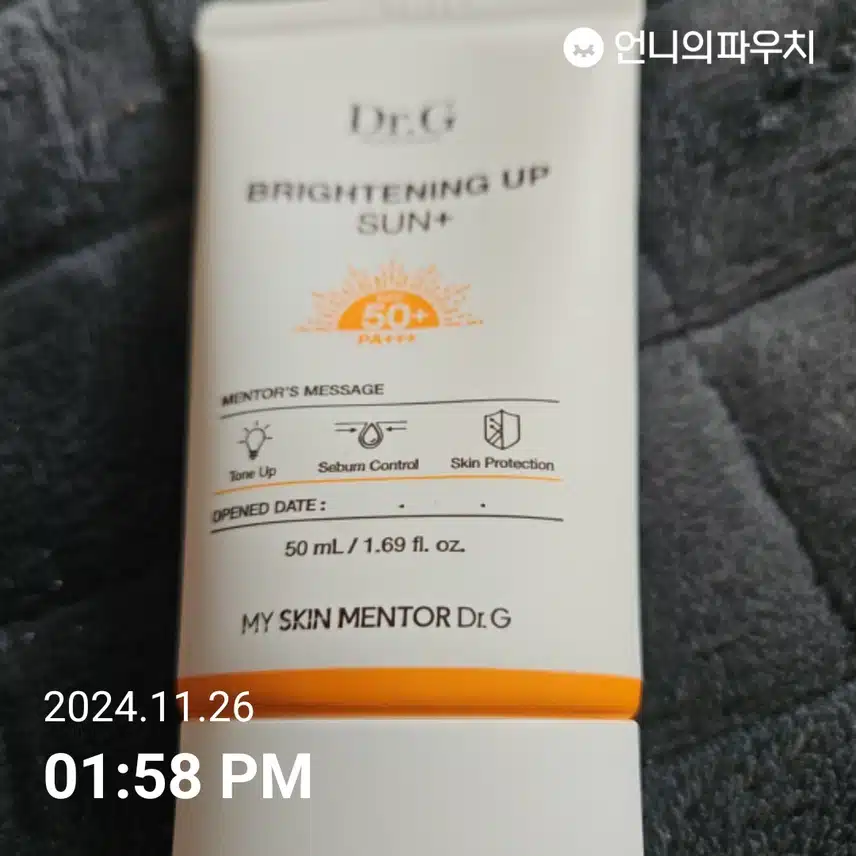 언니의파우치
Dr.G
BRIGHTENING UP
SUN+
50+
PA+++
MENTOR'S MESSAGE
Tone Up
Sebum Control
Skin Protection
OPENED DATE : . .
50 mL / 1.69 fl. oz.
MY SKIN MENTOR Dr.G
2024.11.26
01:58 PM